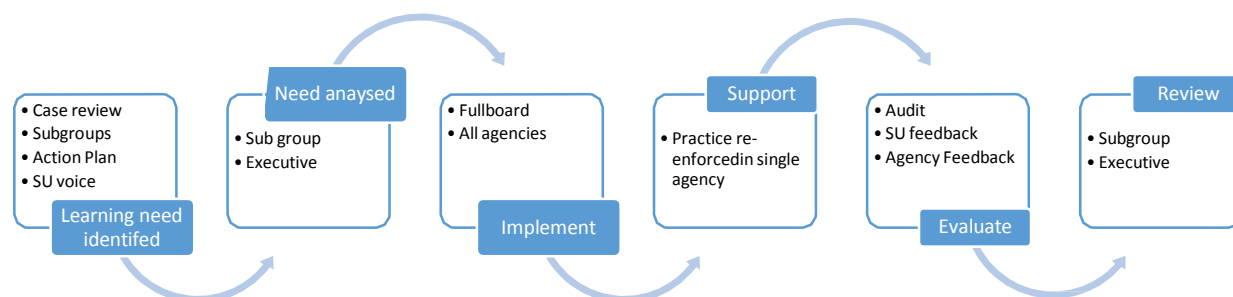 • Case review
• Subgroups
• Action Plan
• SU voice
Learning need
identifed
Need anaysed
• Sub group
• Executive
• Fullboard
• All agencies
Implement
Support
• Practice re-
enforcedin single
agency
• Audit
• SU feedback
• Agency Feedback
Evaluate
Review
• Subgroup
• Executive